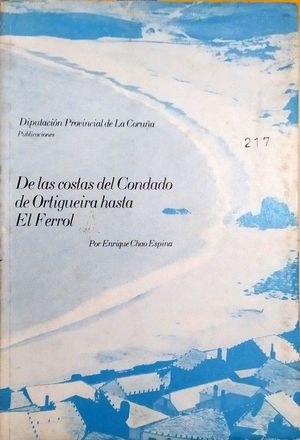 Diputación Provincial de La Coruña
Publicaciones
217
De las costas del Condado
de Ortigueira hasta
El Ferrol
Por Enrique Chao Espina